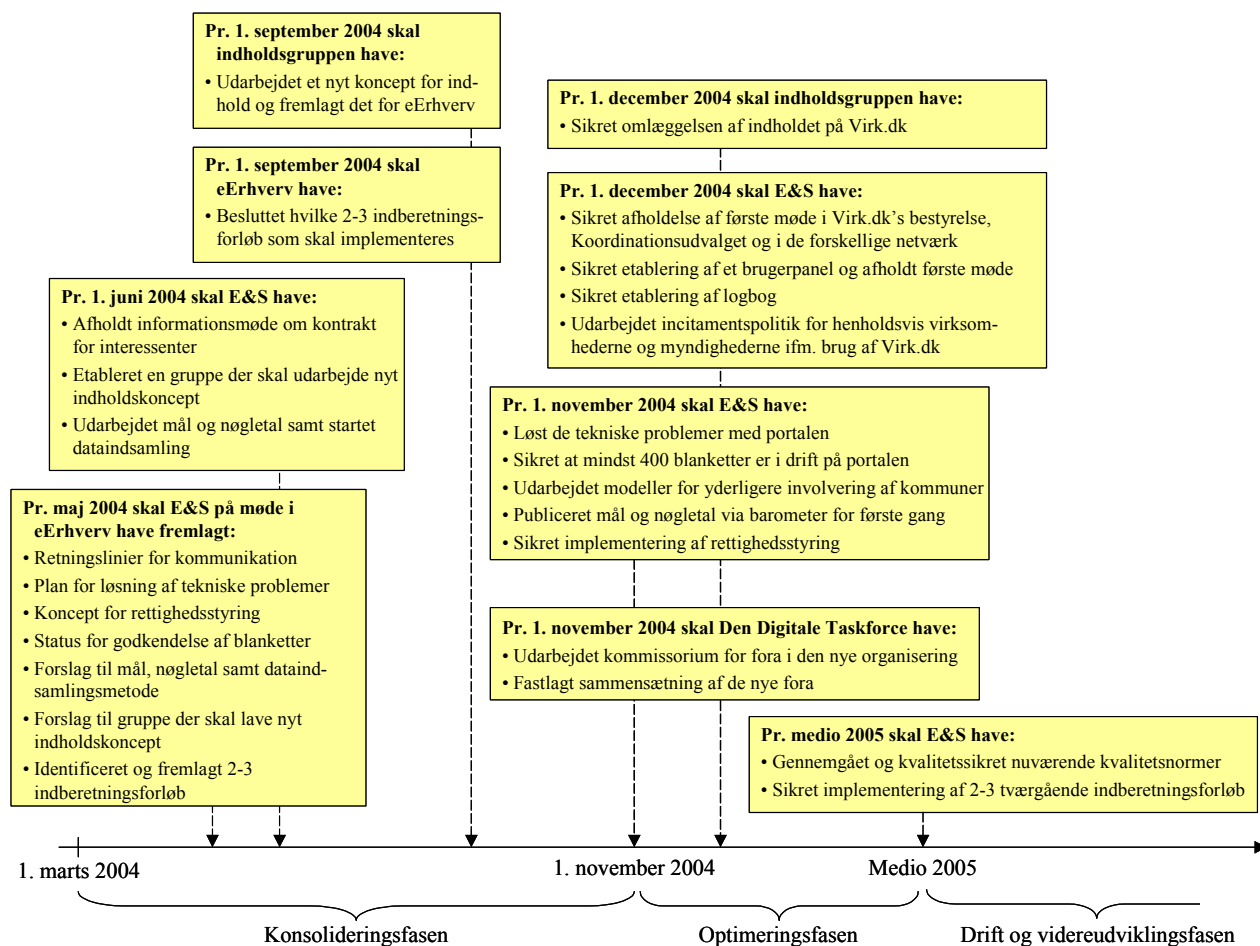 Pr. 1. september 2004 skal
indholdsgruppen have:
• Udarbejdet et nyt koncept for ind-
hold og fremlagt det for eErhverv
Pr. 1. september 2004 skal
eErhverv have:
• Besluttet hvilke 2-3 indberetnings-
forløb som skal implementeres
Pr. 1. juni 2004 skal E&S have:
• Afholdt informationsmøde om kontrakt
for interessenter
• Etableret en gruppe der skal udarbejde nyt
indholdskoncept
• Udarbejdet mål og nøgletal samt startet
dataindsamling
Pr. maj 2004 skal E&S på møde i
eErhverv have fremlagt:
• Retningslinier for kommunikation
• Plan for løsning af tekniske problemer
• Koncept for rettighedsstyring
• Status for godkendelse af blanketter
• Forslag til mål, nøgletal samt dataind-
samlingsmetode
• Forslag til gruppe der skal lave nyt
indholdskoncept
• Identificeret og fremlagt 2-3
indberetningsforløb
Pr. 1. december 2004 skal indholdsgruppen have:
• Sikret omlæggelsen af indholdet på Virk.dk
Pr. 1. december 2004 skal E&S have:
• Sikret afholdelse af første møde i Virk.dk's bestyrelse,
Koordinationsudvalget og i de forskellige netværk
• Sikret etablering af et brugerpanel og afholdt første møde
• Sikret etablering af logbog
• Udarbejdet incitamentspolitik for henholdsvis virksom-
hederne og myndighederne ifm. brug af Virk.dk
Pr. 1. november 2004 skal E&S have:
• Løst de tekniske problemer med portalen
• Sikret at mindst 400 blanketter er i drift på portalen
• Udarbejdet modeller for yderligere involvering af kommuner
• Publiceret mål og nøgletal via barometer for første gang
• Sikret implementering af rettighedsstyring
Pr. 1. november 2004 skal Den Digitale Taskforce have:
• Udarbejdet kommissorium for fora i den nye organisering
• Fastlagt sammensætning af de nye fora
Pr. medio 2005 skal E&S have:
• Gennemgået og kvalitetssikret nuværende kvalitetsnormer
• Sikret implementering af 2-3 tværgående indberetningsforløb
1. marts 2004
1. november 2004
Medio 2005
Konsolideringsfasen
Optimeringsfasen
Drift og videreudviklingsfasen